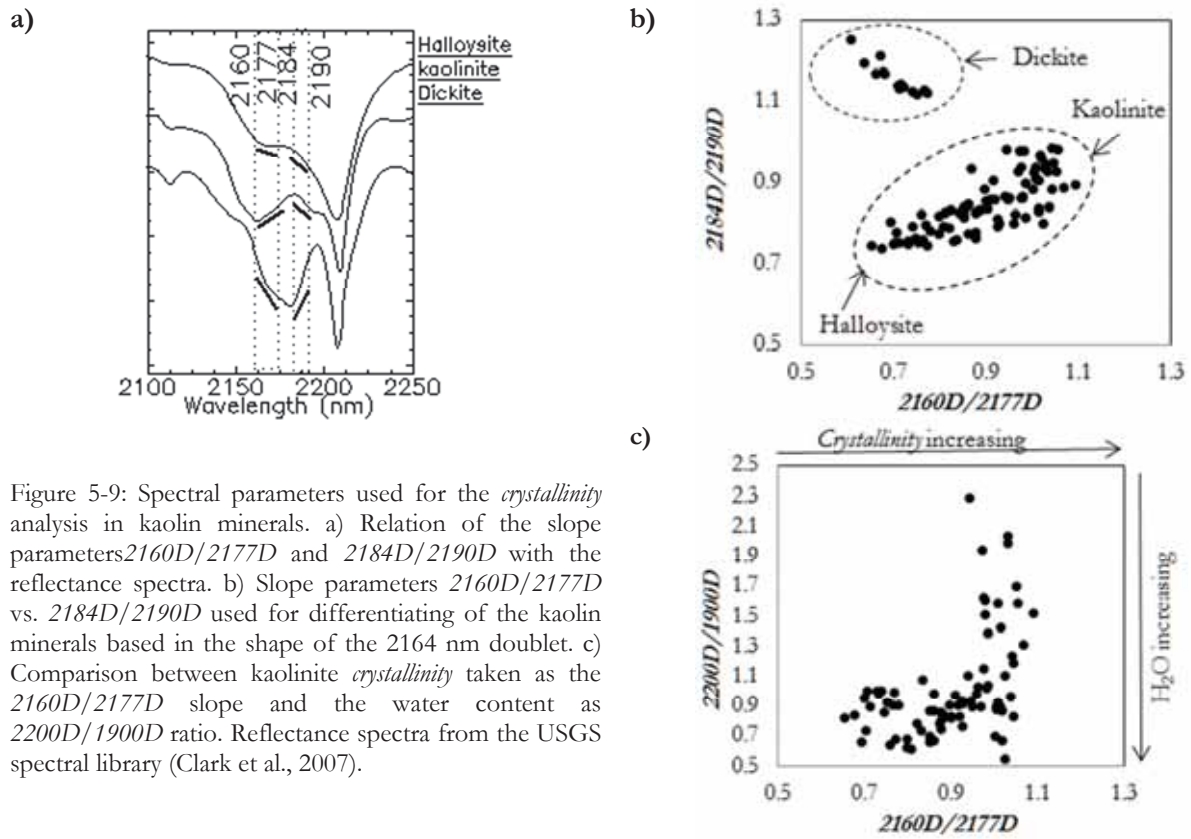 a)
2160
2177
2184
2190
Halloysite
kaolinite
Dickite
2100 2150 2200 2250
Wavelength (nm)
Figure 5-9: Spectral parameters used for the crystallinity
analysis in kaolin minerals. a) Relation of the slope
parameters2160D/2177D and 2184D/2190D with the
reflectance spectra. b) Slope parameters 2160D/2177D
vs. 2184D/2190D used for differentiating of the kaolin
minerals based in the shape of the 2164 nm doublet. c)
Comparison between kaolinite crystallinity taken as the
2160D/2177D slope and the water content as
2200D/1900D ratio. Reflectance spectra from the USGS
spectral library (Clark et al., 2007).
b)
1.3
1.1
0.9
0.7
0.5
2184D/2190D
Dickite
Kaolinite
Halloysite
0.5 0.7 0.9 1.1 1.3
2160D/2177D
c)
Crystallinity increasing
2.5
2.3
2.1
1.9
1.7
1.5
1.3
1.1
0.9
0.7
0.5
2200D/1900D
H₂O increasing
0.5 0.7 0.9 1.1 1.3
2160D/2177D